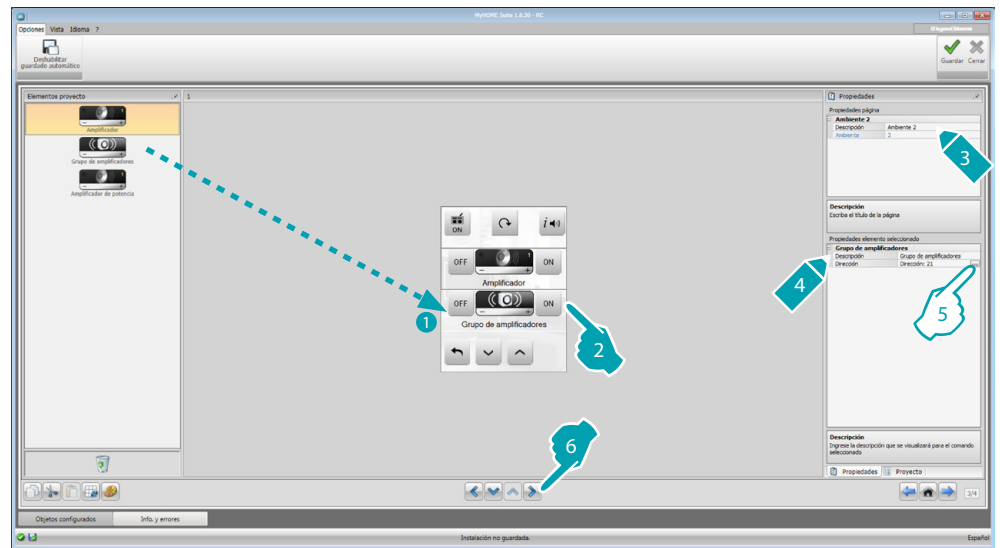 MyHOME Suite 1.0.30 - RC
Opciones Vista Idioma ?
Deshabilitar
guardado automático
Guardar Cerrar
Elementos proyecto
1
Propiedades
Amplificador
Grupo de amplificadores
Amplificador de potencia
Propiedades página
Ambiente 2
Descripción Ambiente 2
Ambiente 2
3
Descripción
Escriba el título de la página
Propiedades elemento seleccionado
Grupo de amplificadores
Descripción Grupo de amplificadores
Dirección Dirección: 21
4
5
ON
i
OFF ON
Amplificador
OFF ON
1
Grupo de amplificadores
2
6
Descripción
Ingrese la descripción que se visualizará para el comando
seleccionado
Propiedades Proyecto
3/4
Objetos configurados Info. y errores
Instalación no guardada.
Español